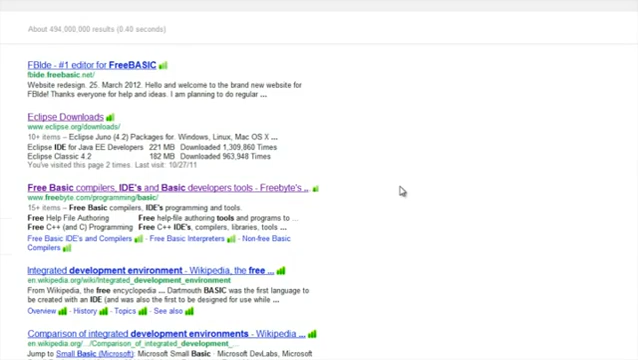 About 494,000,000 results (0.40 seconds)
FBIde - #1 editor for FreeBASIC
fbide.freebasic.net/
Website redesign. 25. March 2012. Hello and welcome to the brand new website for
FBIde! Thanks everyone for help and ideas. I am planning to do regular ...
Eclipse Downloads
www.eclipse.org/downloads/
10+ items – Eclipse Juno (4.2) Packages for. Windows, Linux, Mac OS X ...
Eclipse IDE for Java EE Developers 221 MB Downloaded 1,309,860 Times
Eclipse Classic 4.2 182 MB Downloaded 963,948 Times
You've visited this page 2 times. Last visit: 10/27/11
Free Basic compilers, IDE's and Basic developers tools - Freebyte's ...
www.freebyte.com/programming/basic/
15+ items – Free Basic compilers, IDE's programming and tools.
Free Help File Authoring Free help-file authoring tools and programs to ...
Free C++ (and C) Programming Free C++ IDE's, compilers, libraries, tools ...
Free Basic IDE's and Compilers - Free Basic Interpreters - Non-free Basic
Compilers
Integrated development environment - Wikipedia, the free ...
en.wikipedia.org/wiki/Integrated_development_environment
From Wikipedia, the free encyclopedia ... Dartmouth BASIC was the first language to
be created with an IDE (and was also the first to be designed for use while ...
Overview - History - Topics - See also
Comparison of integrated development environments - Wikipedia ...
en.wikipedia.org/.../Comparison_of_integrated_development_...
Jump to Small Basic (Microsoft): Microsoft Small Basic · Microsoft DevLabs, Microsoft